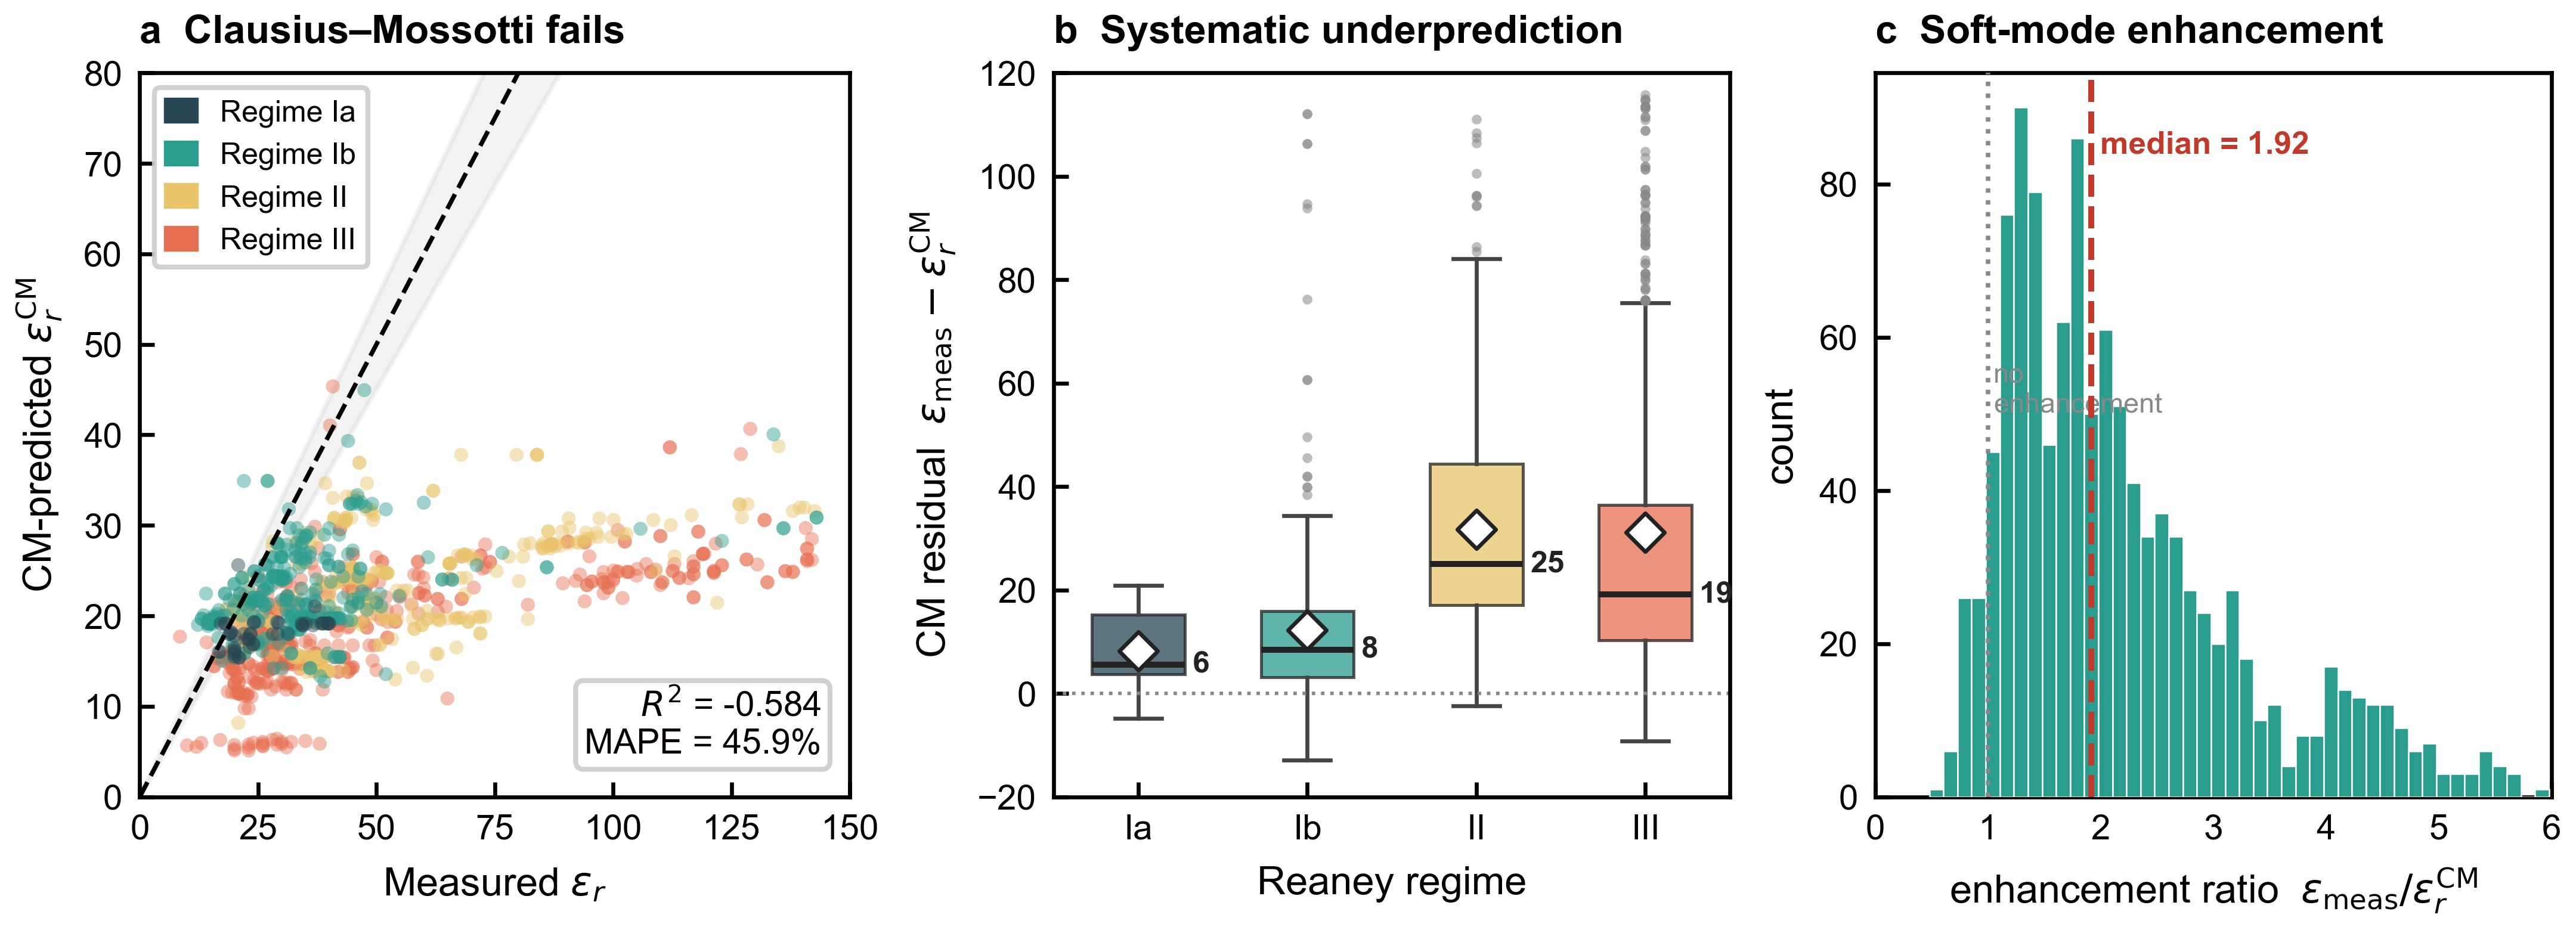 a Clausius–Mossotti fails
80
70
60
50
40
30
20
10
0
0 25 50 75 100 125 150
CM-predicted ε_r^CM
Measured ε_r
Regime Ia
Regime Ib
Regime II
Regime III
R² = -0.584
MAPE = 45.9%
b Systematic underprediction
120
100
80
60
40
20
0
−20
Ia Ib II III
CM residual ε_meas − ε_r^CM
Reaney regime
6
8
25
19
c Soft-mode enhancement
80
60
40
20
0
0 1 2 3 4 5 6
count
enhancement ratio ε_meas/ε_r^CM
median = 1.92
no
enhancement